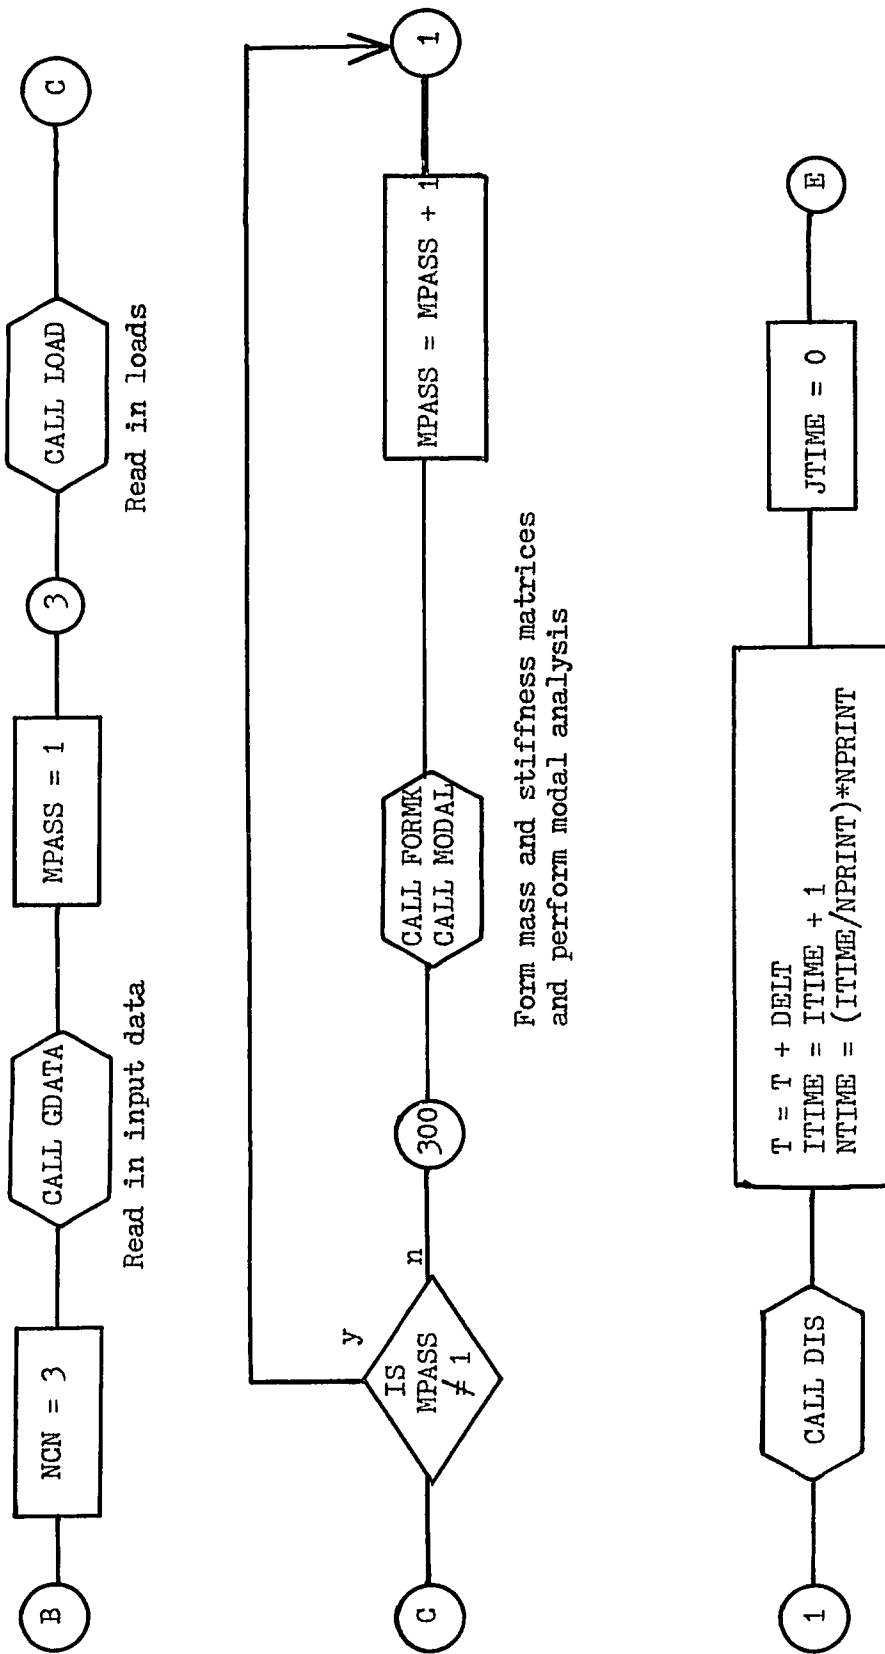 B
NCN = 3
CALL GDATA
Read in input data
MPASS = 1
3
CALL LOAD
Read in loads
C
C
IS
MPASS
≠ 1
y
n
300
CALL FORMK
CALL MODAL
Form mass and stiffness matrices
and perform modal analysis
MPASS = MPASS + 1
1
1
CALL DIS
T = T + DELT
ITIME = ITIME + 1
NTIME = (ITIME/NPRINT)*NPRINT
JTIME = 0
E